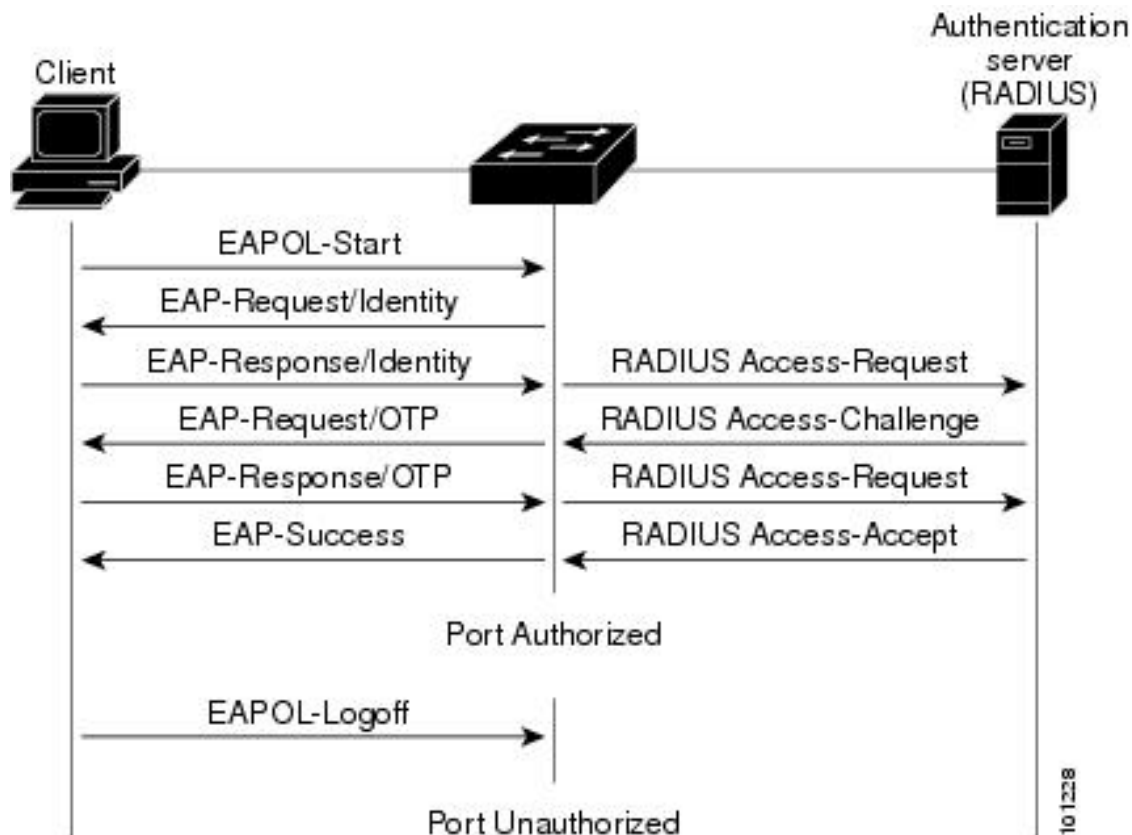 Authentication
server
(RADIUS)
Client
EAPOL-Start
EAP-Request/Identity
EAP-Response/Identity
RADIUS Access-Request
EAP-Request/OTP
RADIUS Access-Challenge
EAP-Response/OTP
RADIUS Access-Request
EAP-Success
RADIUS Access-Accept
Port Authorized
EAPOL-Logoff
Port Unauthorized
101228